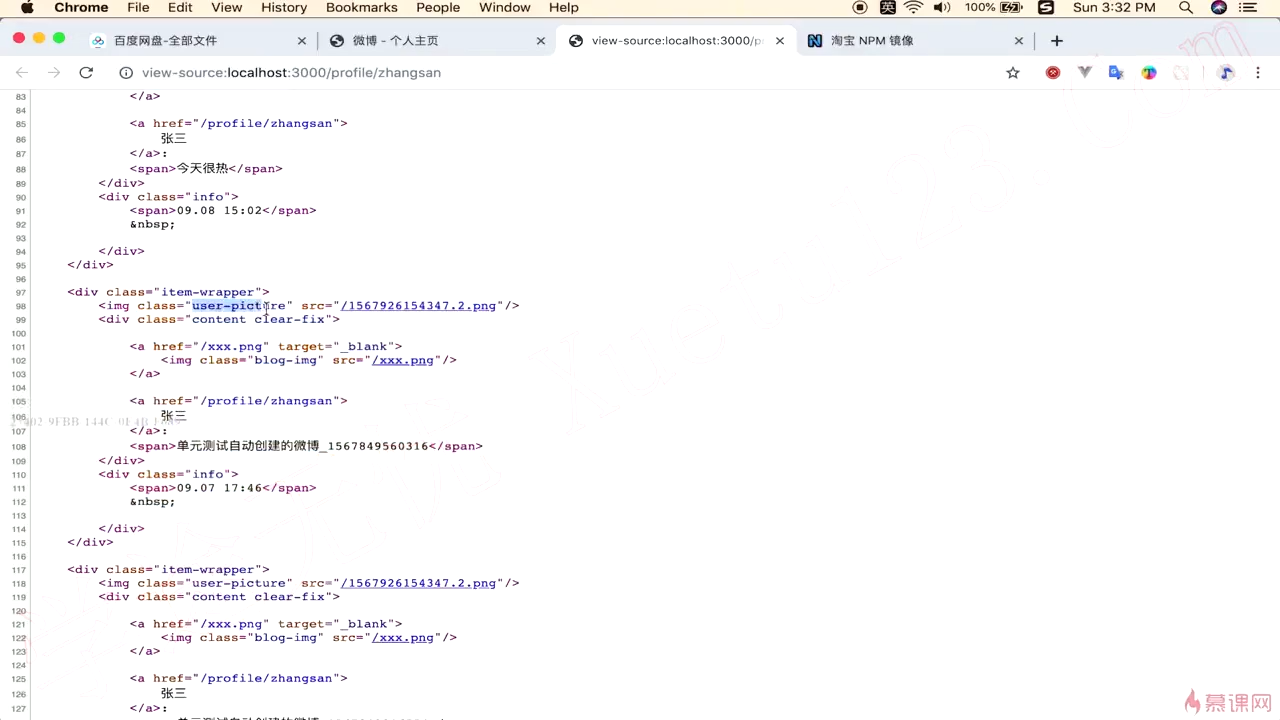 Chrome File Edit View History Bookmarks People Window Help 英 100% Sun 3:32 PM
百度网盘-全部文件 微博 - 个人主页 view-source:localhost:3000/p 淘宝 NPM 镜像
view-source:localhost:3000/profile/zhangsan
83 </a>
84
85 <a href="/profile/zhangsan">
86 张三
87 </a>:
88 <span>今天很热</span>
89 </div>
90 <div class="info">
91 <span>09.08 15:02</span>
92 &nbsp;
93
94 </div>
95 </div>
96
97 <div class="item-wrapper">
98 <img class="user-picture" src="/1567926154347.2.png"/>
99 <div class="content clear-fix">
100
101 <a href="/xxx.png" target="_blank">
102 <img class="blog-img" src="/xxx.png"/>
103 </a>
104
105 <a href="/profile/zhangsan">
106 张三
107 </a>:
108 <span>单元测试自动创建的微博_1567849560316</span>
109 </div>
110 <div class="info">
111 <span>09.07 17:46</span>
112 &nbsp;
113
114 </div>
115 </div>
116
117 <div class="item-wrapper">
118 <img class="user-picture" src="/1567926154347.2.png"/>
119 <div class="content clear-fix">
120
121 <a href="/xxx.png" target="_blank">
122 <img class="blog-img" src="/xxx.png"/>
123 </a>
124
125 <a href="/profile/zhangsan">
126 张三
127 </a>:
慕课网